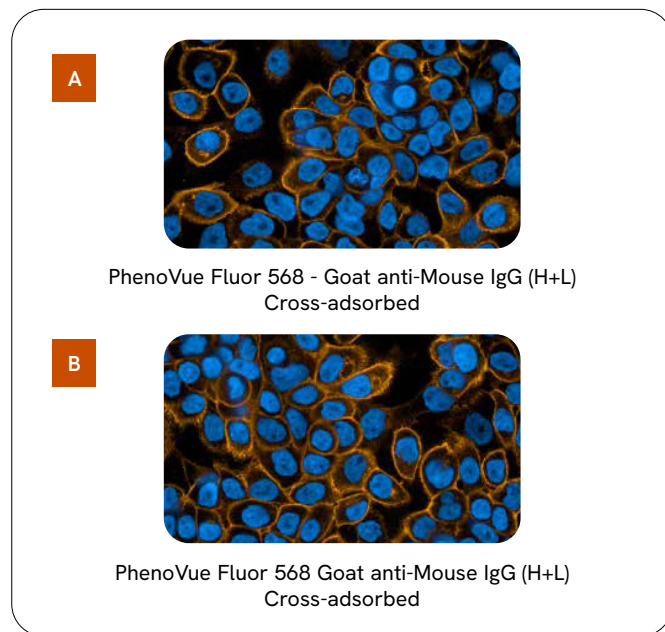 A
PhenoVue Fluor 568 - Goat anti-Mouse IgG (H+L)
Cross-adsorbed
B
PhenoVue Fluor 568 Goat anti-Mouse IgG (H+L)
Cross-adsorbed